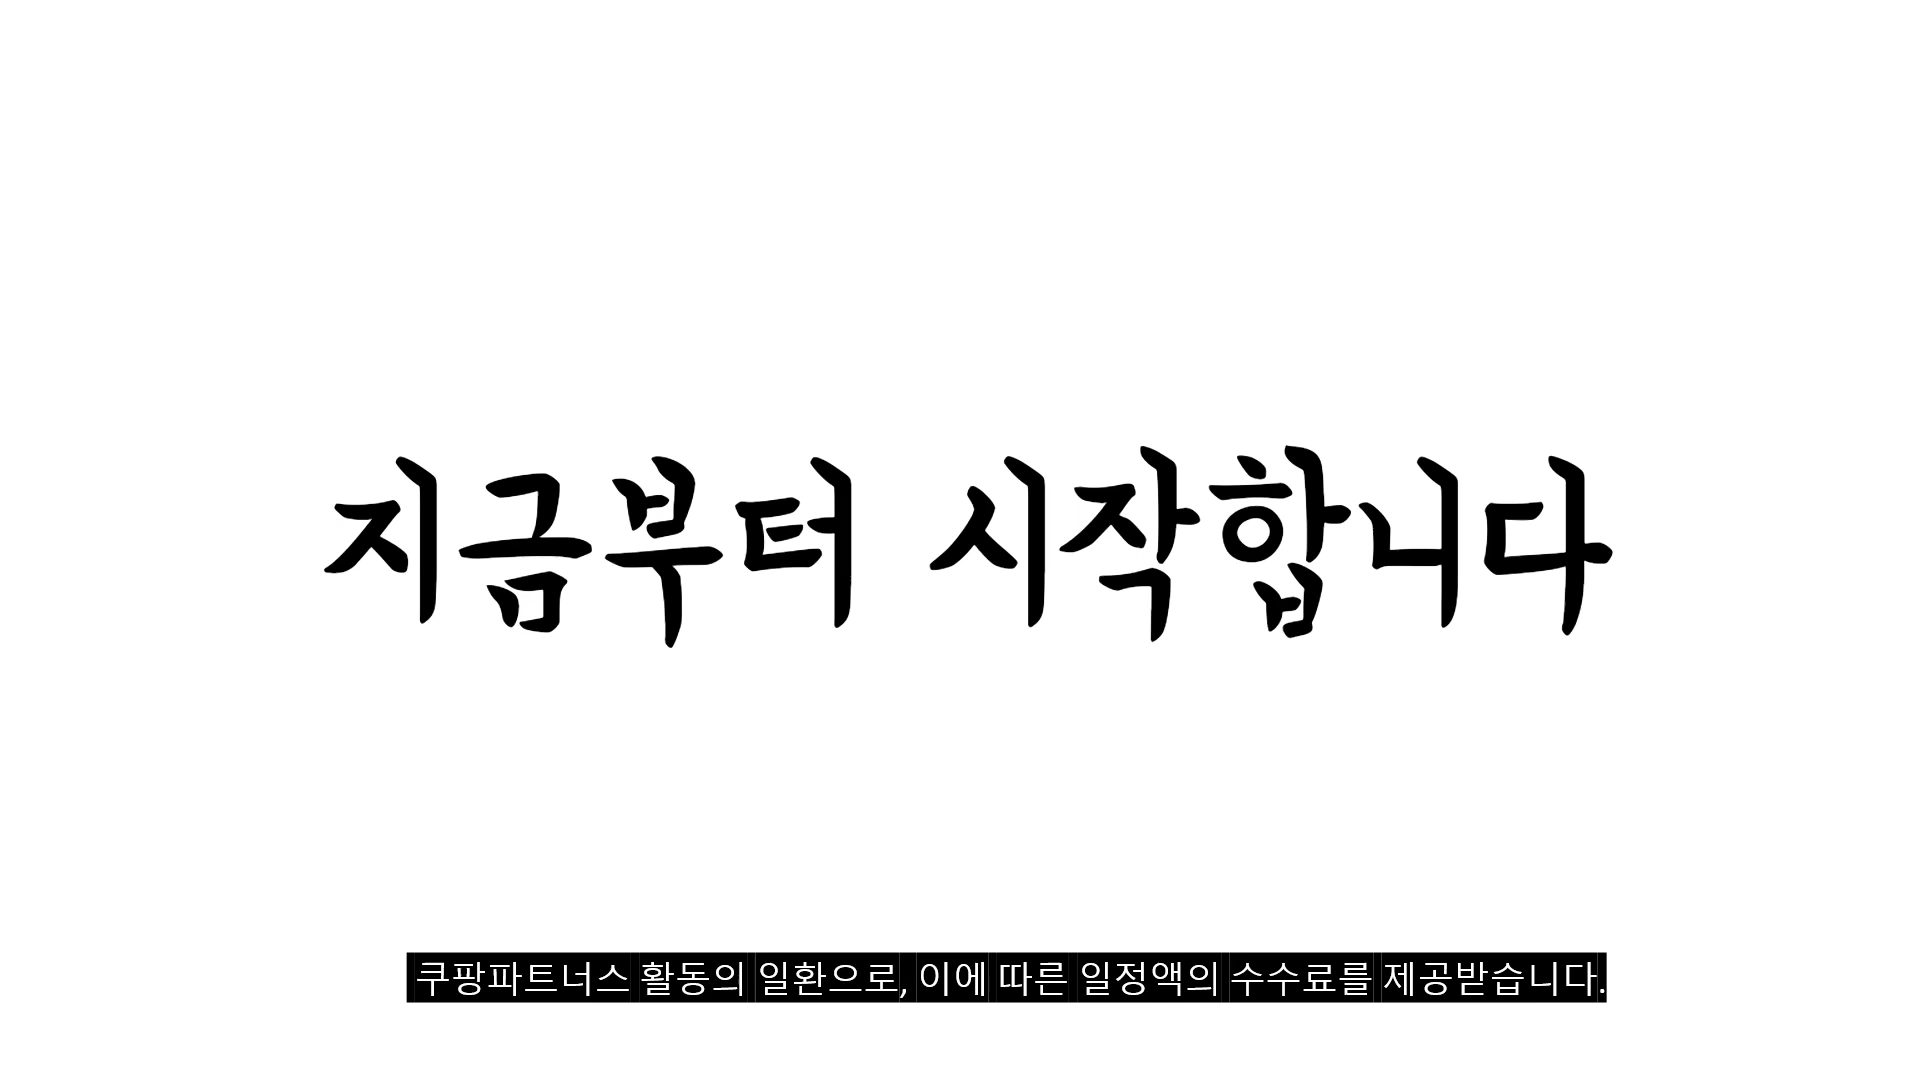 지금부터 시작합니다
쿠팡파트너스 활동의 일환으로, 이에 따른 일정액의 수수료를 제공받습니다.